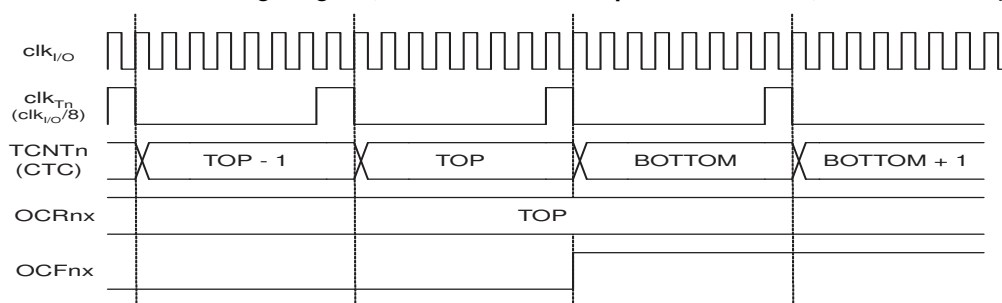 clkI/O
clkTn
(clkI/O/8)
TCNTn
(CTC)
TOP - 1
TOP
BOTTOM
BOTTOM + 1
OCRnx
TOP
OCFnx